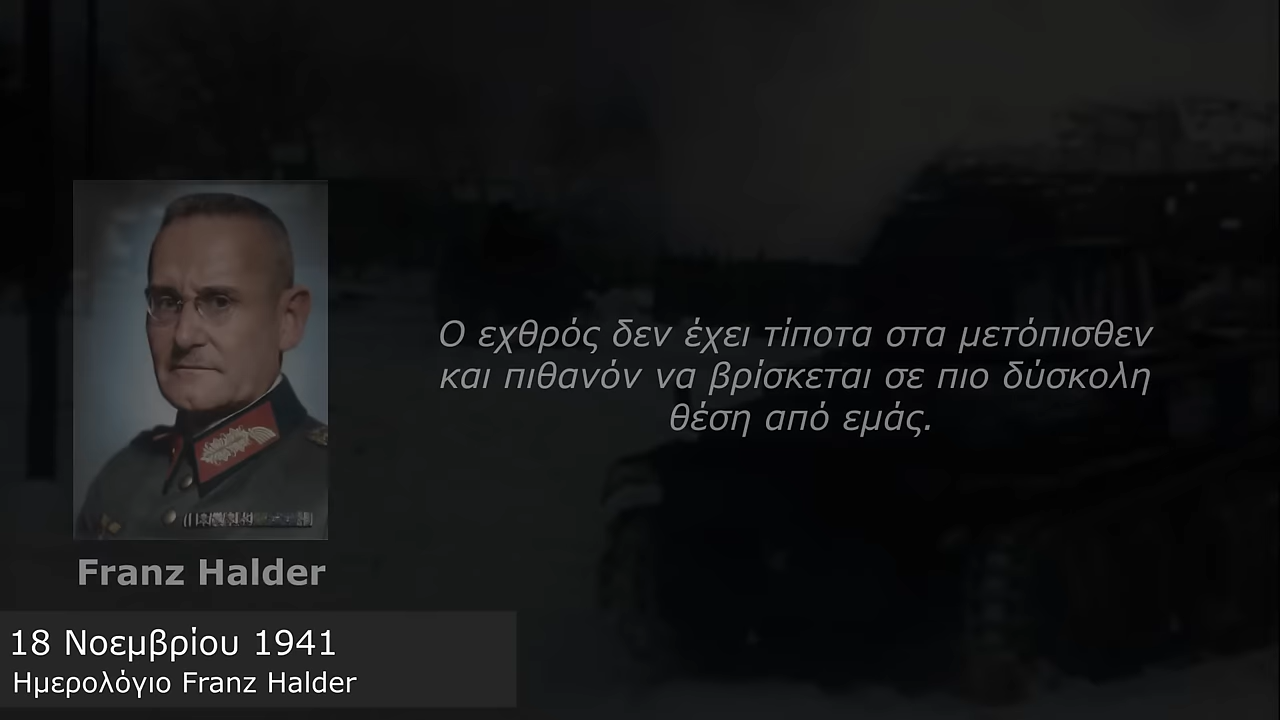 Ο εχθρός δεν έχει τίποτα στα μετόπισθεν
και πιθανόν να βρίσκεται σε πιο δύσκολη
θέση από εμάς.
Franz Halder
18 Νοεμβρίου 1941
Ημερολόγιο Franz Halder